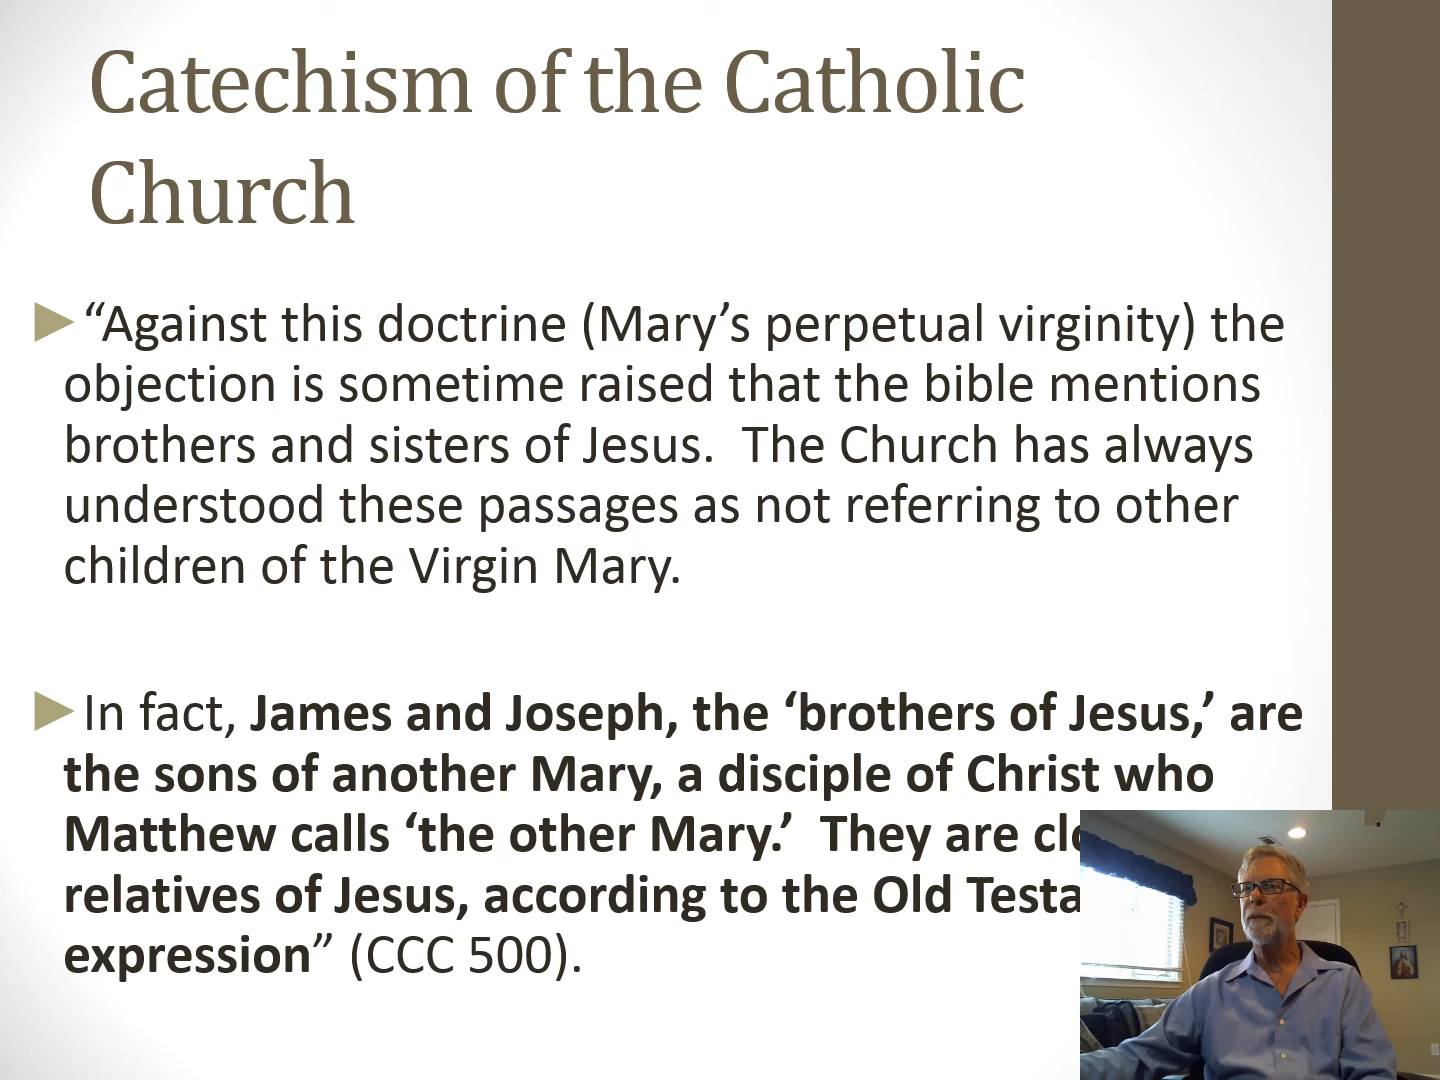 Catechism of the Catholic
Church
“Against this doctrine (Mary’s perpetual virginity) the
objection is sometime raised that the bible mentions
brothers and sisters of Jesus. The Church has always
understood these passages as not referring to other
children of the Virgin Mary.
In fact, James and Joseph, the ‘brothers of Jesus,’ are
the sons of another Mary, a disciple of Christ who
Matthew calls ‘the other Mary.’ They are
relatives of Jesus, according to the Old
expression” (CCC 500).